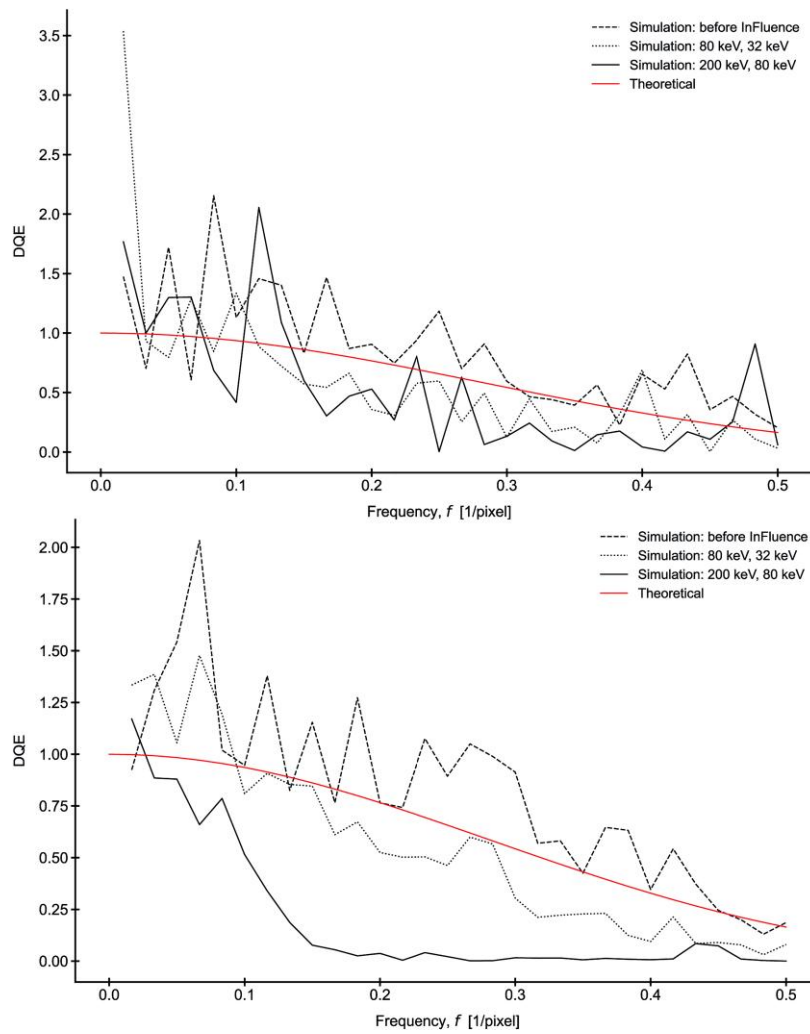 3.5
3.0
2.5
2.0
1.5
1.0
0.5
0.0
DQE
Simulation: before InFluence
Simulation: 80 keV, 32 keV
Simulation: 200 keV, 80 keV
Theoretical
0.0 0.1 0.2 0.3 0.4 0.5
Frequency, f [1/pixel]
2.00
1.75
1.50
1.25
1.00
0.75
0.50
0.25
0.00
DQE
Simulation: before InFluence
Simulation: 80 keV, 32 keV
Simulation: 200 keV, 80 keV
Theoretical
0.0 0.1 0.2 0.3 0.4 0.5
Frequency, f [1/pixel]